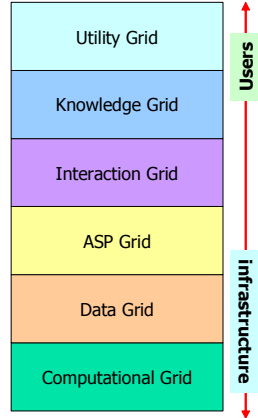 Utility Grid
Users
Knowledge Grid
Interaction Grid
ASP Grid
infrastructure
Data Grid
Computational Grid